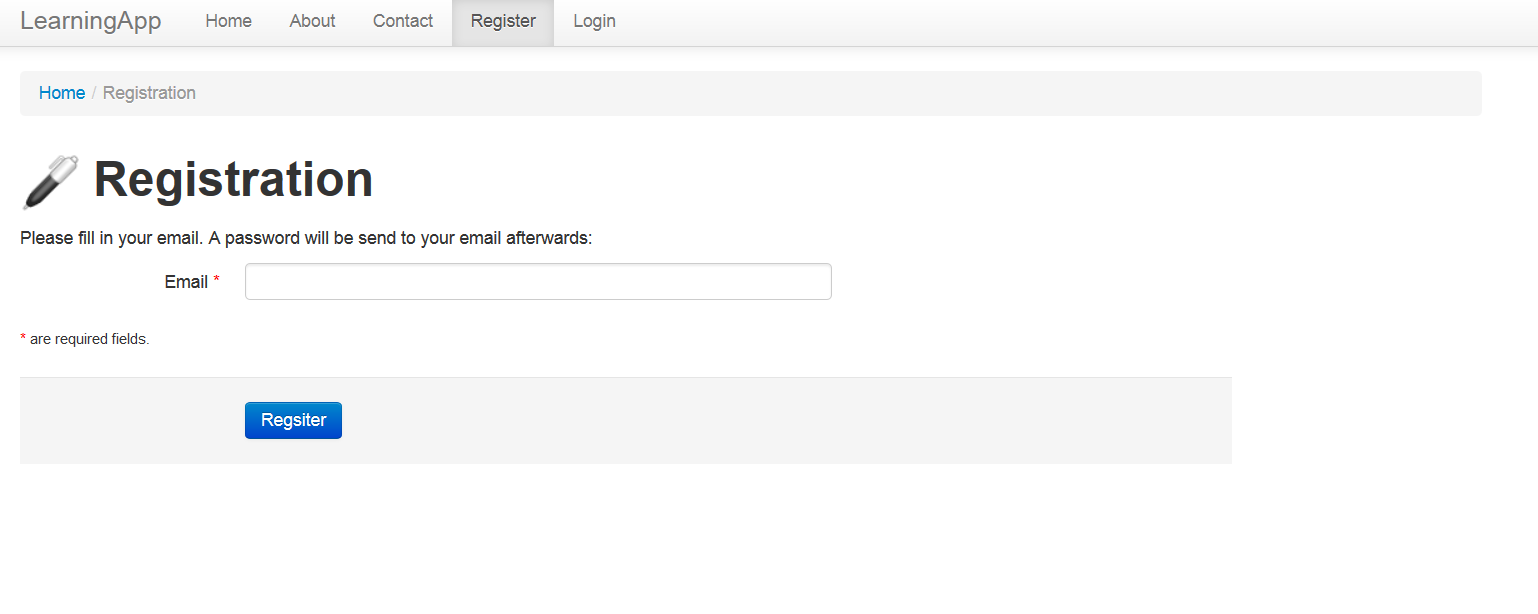 LearningApp Home About Contact Register Login
Home / Registration
Registration
Please fill in your email. A password will be send to your email afterwards:
Email *
* are required fields.
Regsiter